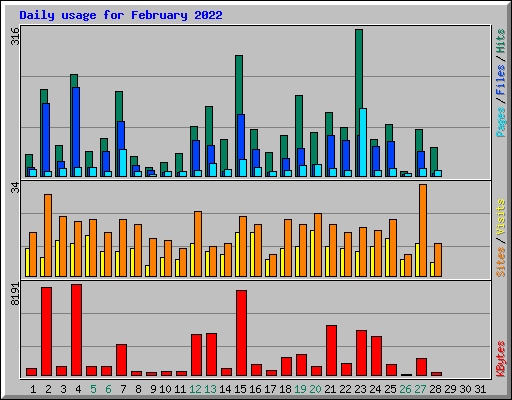 Daily usage for February 2022
316
Pages / Files / Hits
34
Sites / Visits
8191
KBytes
1 2 3 4 5 6 7 8 9 10 11 12 13 14 15 16 17 18 19 20 21 22 23 24 25 26 27 28 29 30 31